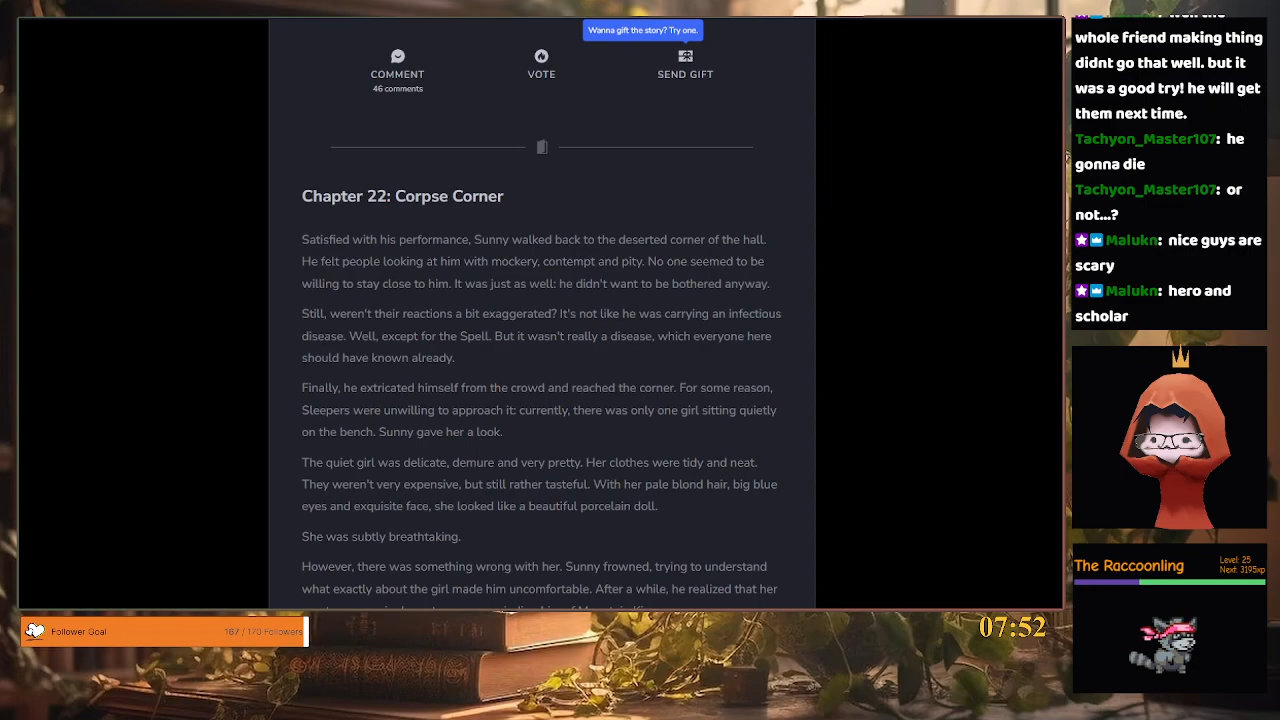 Wanna gift the story? Try one.
COMMENT
46 comments
VOTE
SEND GIFT
Chapter 22: Corpse Corner
Satisfied with his performance, Sunny walked back to the deserted corner of the hall.
He felt people looking at him with mockery, contempt and pity. No one seemed to be
willing to stay close to him. It was just as well: he didn't want to be bothered anyway.
Still, weren't their reactions a bit exaggerated? It's not like he was carrying an infectious
disease. Well, except for the Spell. But it wasn't really a disease, which everyone here
should have known already.
Finally, he extricated himself from the crowd and reached the corner. For some reason,
Sleepers were unwilling to approach it: currently, there was only one girl sitting quietly
on the bench. Sunny gave her a look.
The quiet girl was delicate, demure and very pretty. Her clothes were tidy and neat.
They weren't very expensive, but still rather tasteful. With her pale blond hair, big blue
eyes and exquisite face, she looked like a beautiful porcelain doll.
She was subtly breathtaking.
However, there was something wrong with her. Sunny frowned, trying to understand
what exactly about the girl made him uncomfortable. After a while, he realized that her
whole friend making thing
didnt go that well. but it
was a good try! he will get
them next time.
Tachyon_Master107: he
gonna die
Tachyon_Master107: or
not...?
Malukn: nice guys are
scary
Malukn: hero and
scholar
The Raccoonling
Level: 25
Next: 3195xp
Follower Goal
167 / 170 Followers
07:52